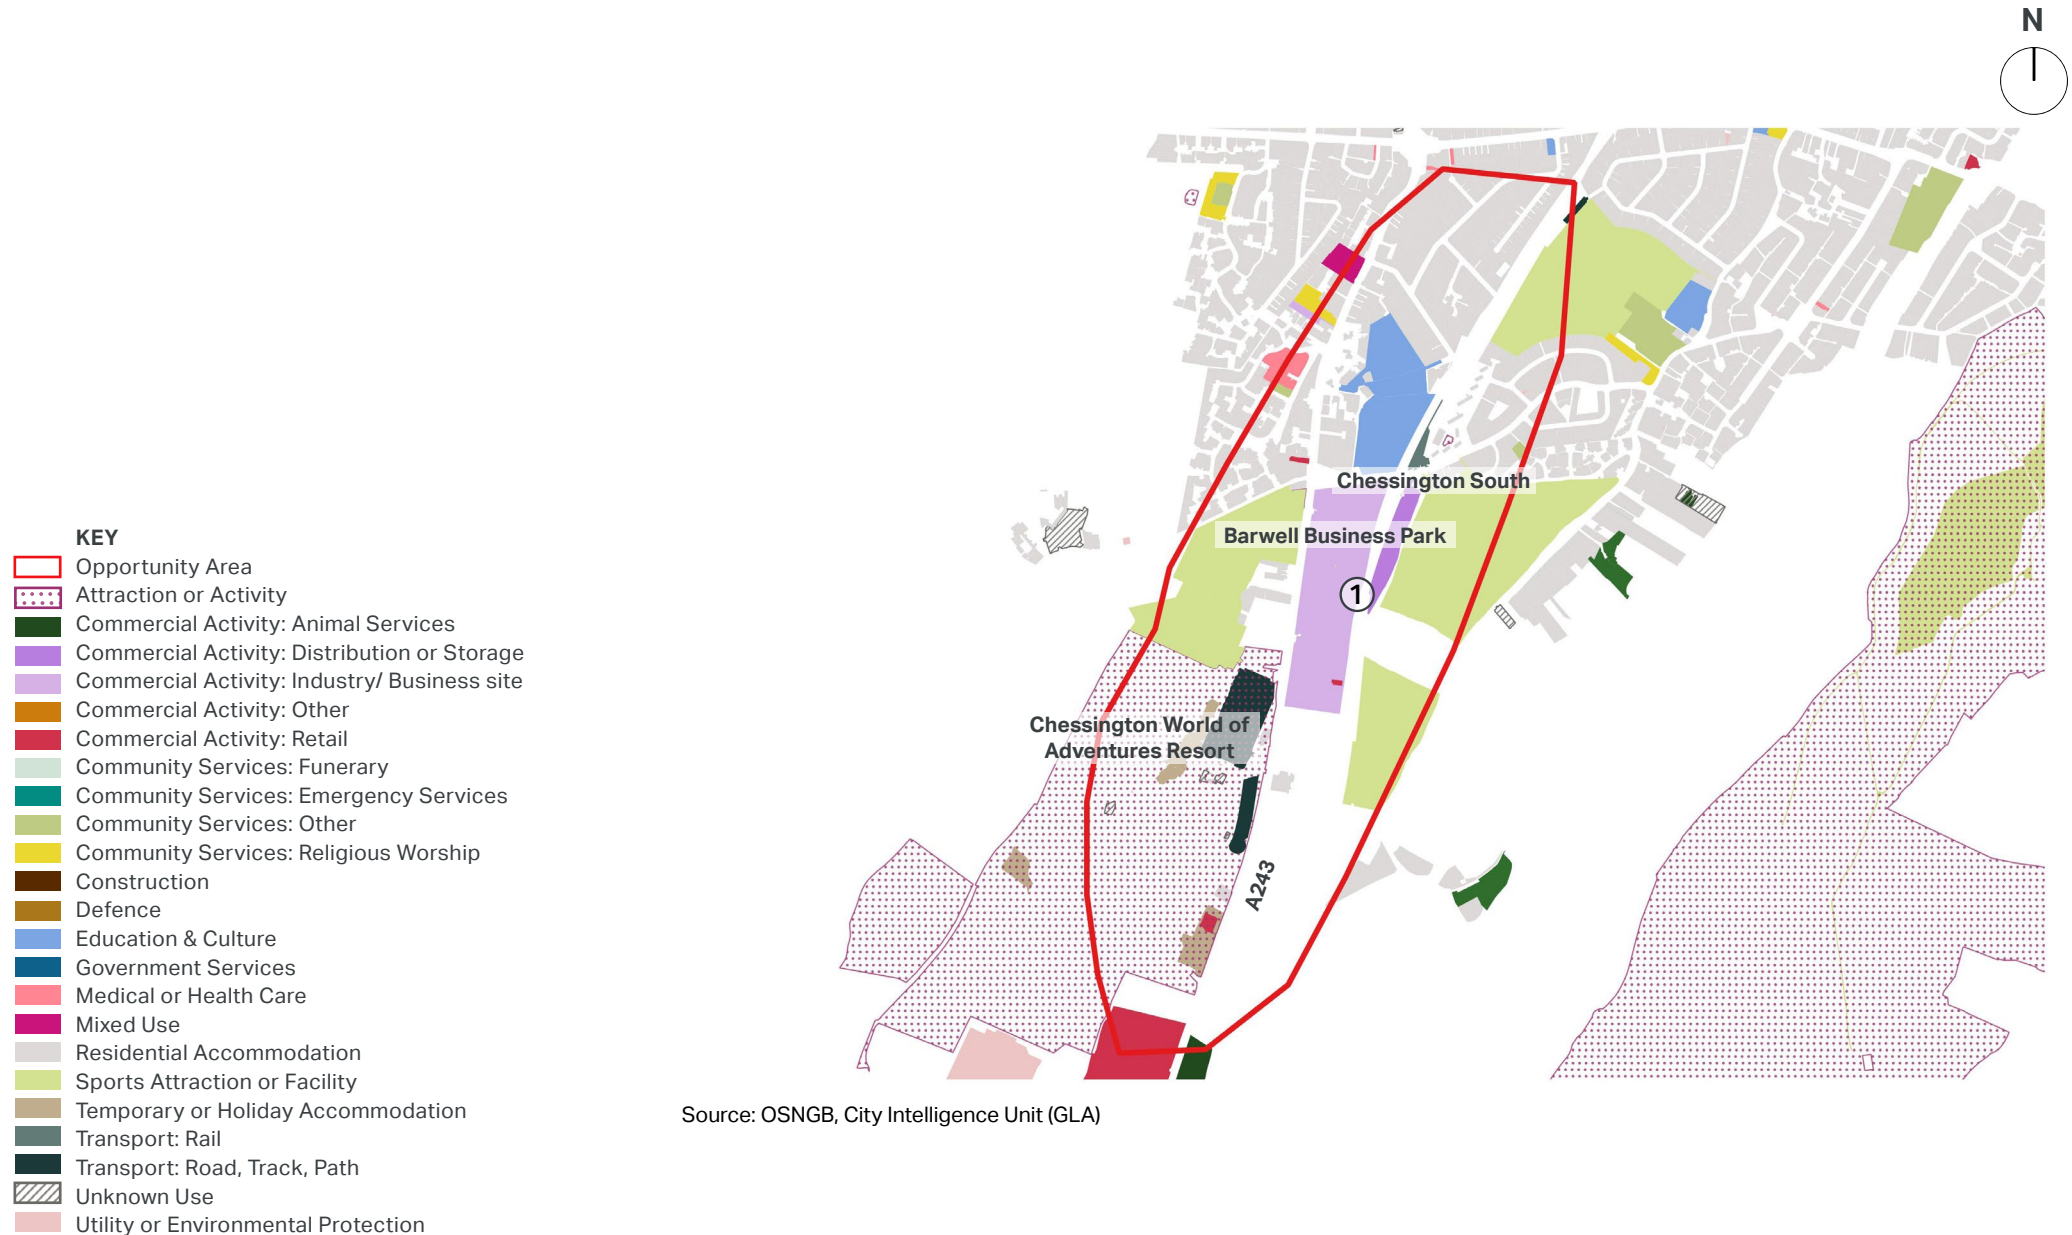 N
Chessington South
Barwell Business Park
1
Chessington World of
Adventures Resort
A243
KEY
Opportunity Area
Attraction or Activity
Commercial Activity: Animal Services
Commercial Activity: Distribution or Storage
Commercial Activity: Industry/ Business site
Commercial Activity: Other
Commercial Activity: Retail
Community Services: Funerary
Community Services: Emergency Services
Community Services: Other
Community Services: Religious Worship
Construction
Defence
Education & Culture
Government Services
Medical or Health Care
Mixed Use
Residential Accommodation
Sports Attraction or Facility
Temporary or Holiday Accommodation
Transport: Rail
Transport: Road, Track, Path
Unknown Use
Utility or Environmental Protection
Source: OSNGB, City Intelligence Unit (GLA)